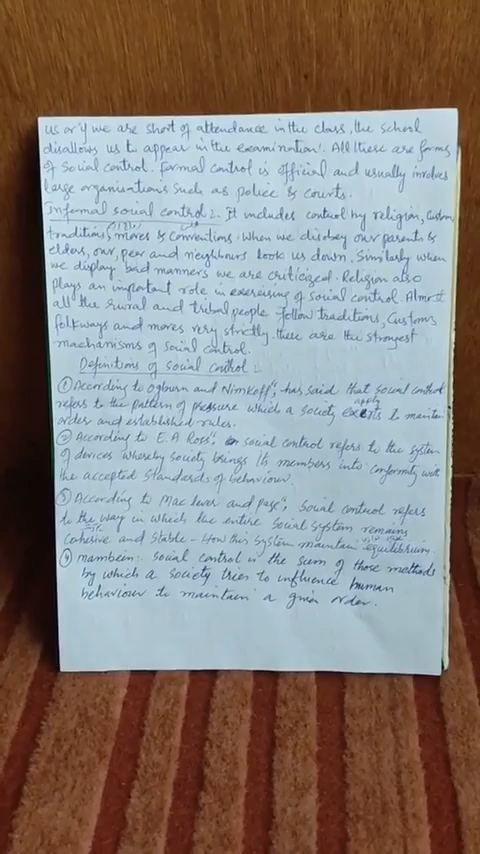 us or if we are short of attendance in the class, the school
disallows us to appear in the examination. All these are forms
of Social control. Formal control is official and usually involves
large organisations such as police & courts.
Informal social control :- It includes control by religion, Custom,
traditions, mores & Conventions. When we disobey our parents &
elders, our peer and neighbours look us down. Similarly when
we display bad manners we are criticized. Religion also
plays an important role in exercising of social control. Almost
all the rural and tribal people follow traditions, Customs
folkways and mores very strictly. these are the strongest
mechanisms of social control.
Definitions of social control :-
① According to Ogburn and Nimkoff", has said that social control
apply
refers to the pattern of pressure which a society exerts to maintain
order and established rules.
② According to E.A Ross" social control refers to the system
of devices whereby society brings its members into conformity with
the accepted standards of behaviour.
③ According to Mac Iver and page", Social control refers
to the way in which the entire social system remains
Cohesive and Stable - How this system maintain equilibrium.
④ mambein: social control is the sum of those methods
by which a society tries to influence human
behaviour to maintain a given order.